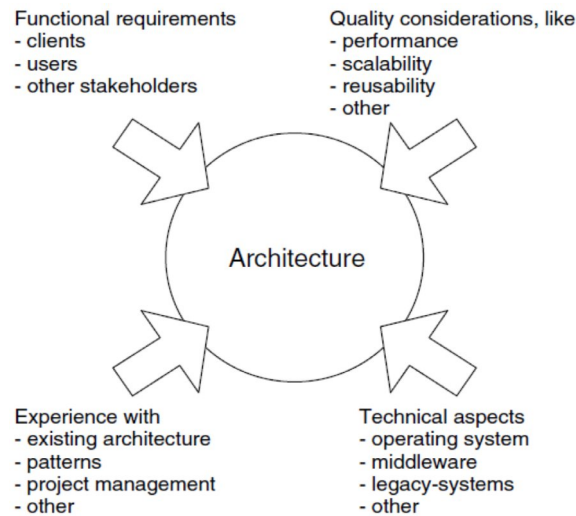 Functional requirements
- clients
- users
- other stakeholders
Quality considerations, like
- performance
- scalability
- reusability
- other
Architecture
Experience with
- existing architecture
- patterns
- project management
- other
Technical aspects
- operating system
- middleware
- legacy-systems
- other